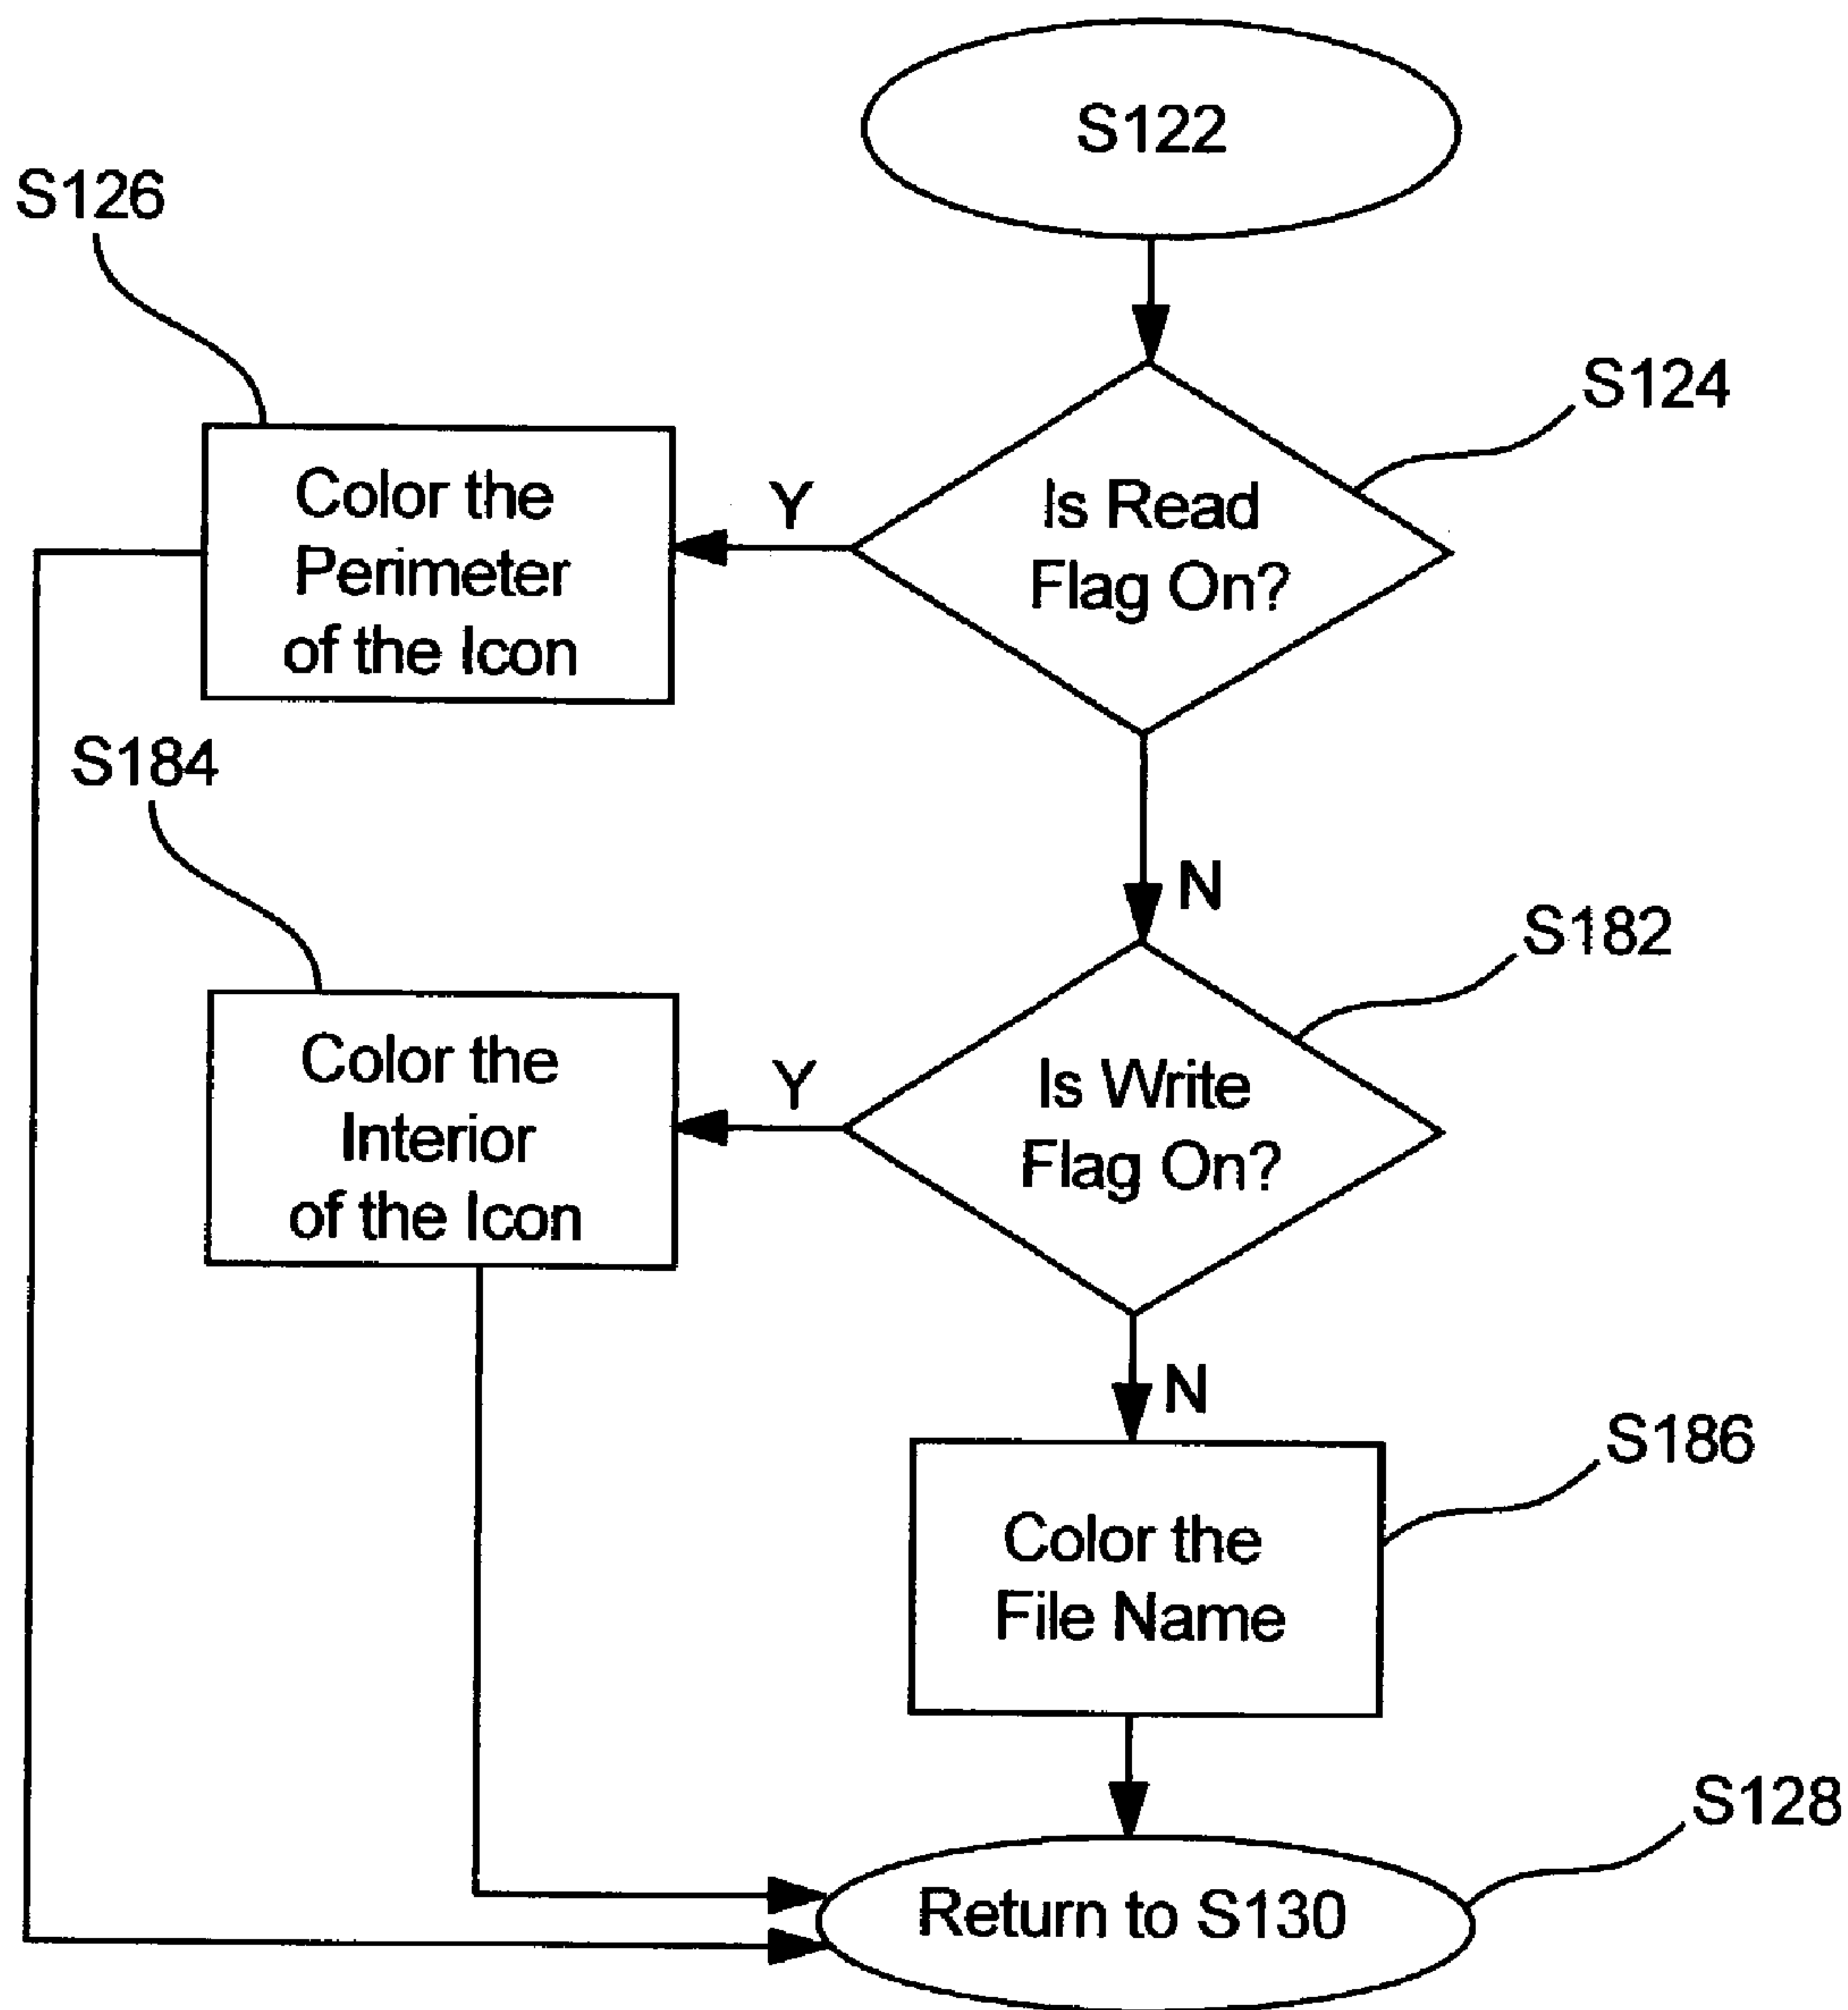 S122
S126
S124
Color the
Perimeter
of the Icon
Y
Is Read
Flag On?
S184
N
S182
Color the
Interior
of the Icon
Y
Is Write
Flag On?
N
S186
Color the
File Name
S128
Return to S130